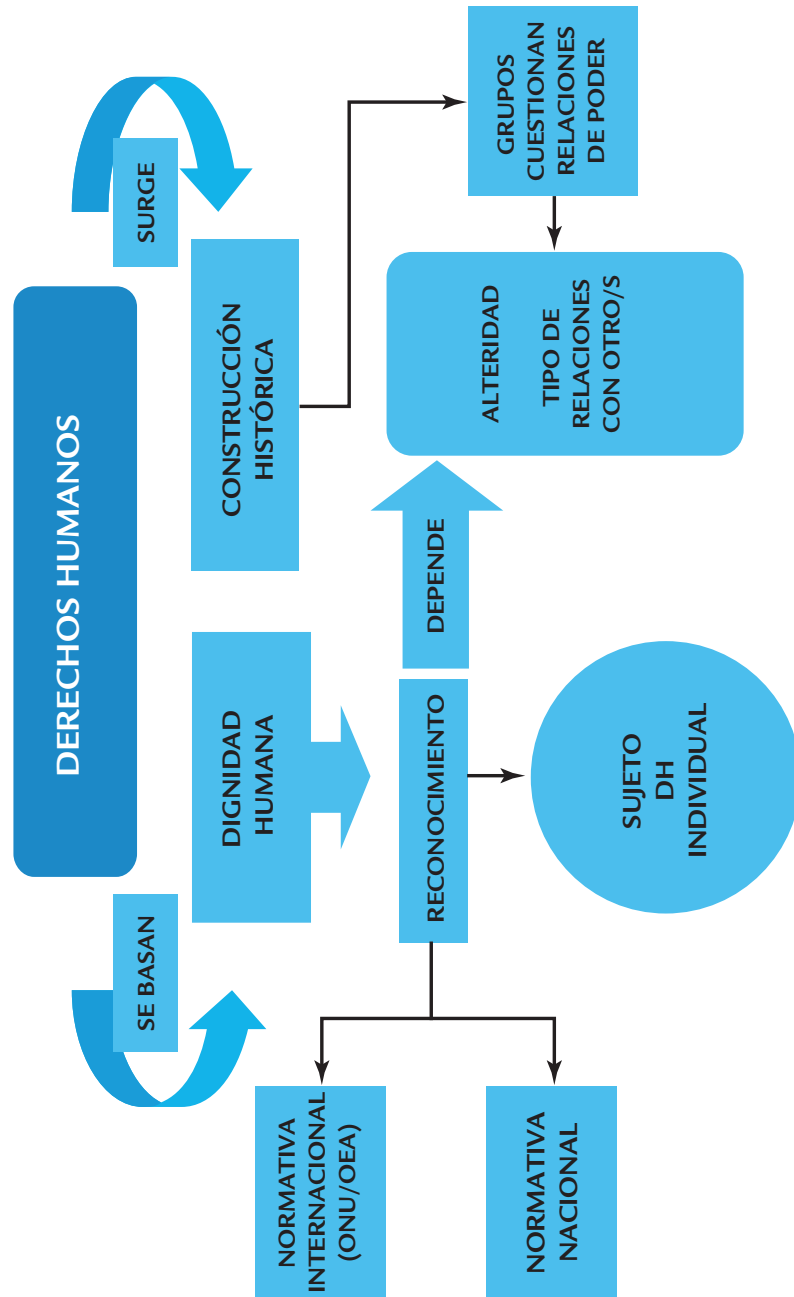 DERECHOS HUMANOS
SE BASAN
SURGE
DIGNIDAD
HUMANA
CONSTRUCCIÓN
HISTÓRICA
NORMATIVA
INTERNACIONAL
(ONU/OEA)
RECONOCIMIENTO
DEPENDE
ALTERIDAD
TIPO DE
RELACIONES
CON OTRO/S
GRUPOS
CUESTIONAN
RELACIONES
DE PODER
NORMATIVA
NACIONAL
SUJETO
DH
INDIVIDUAL